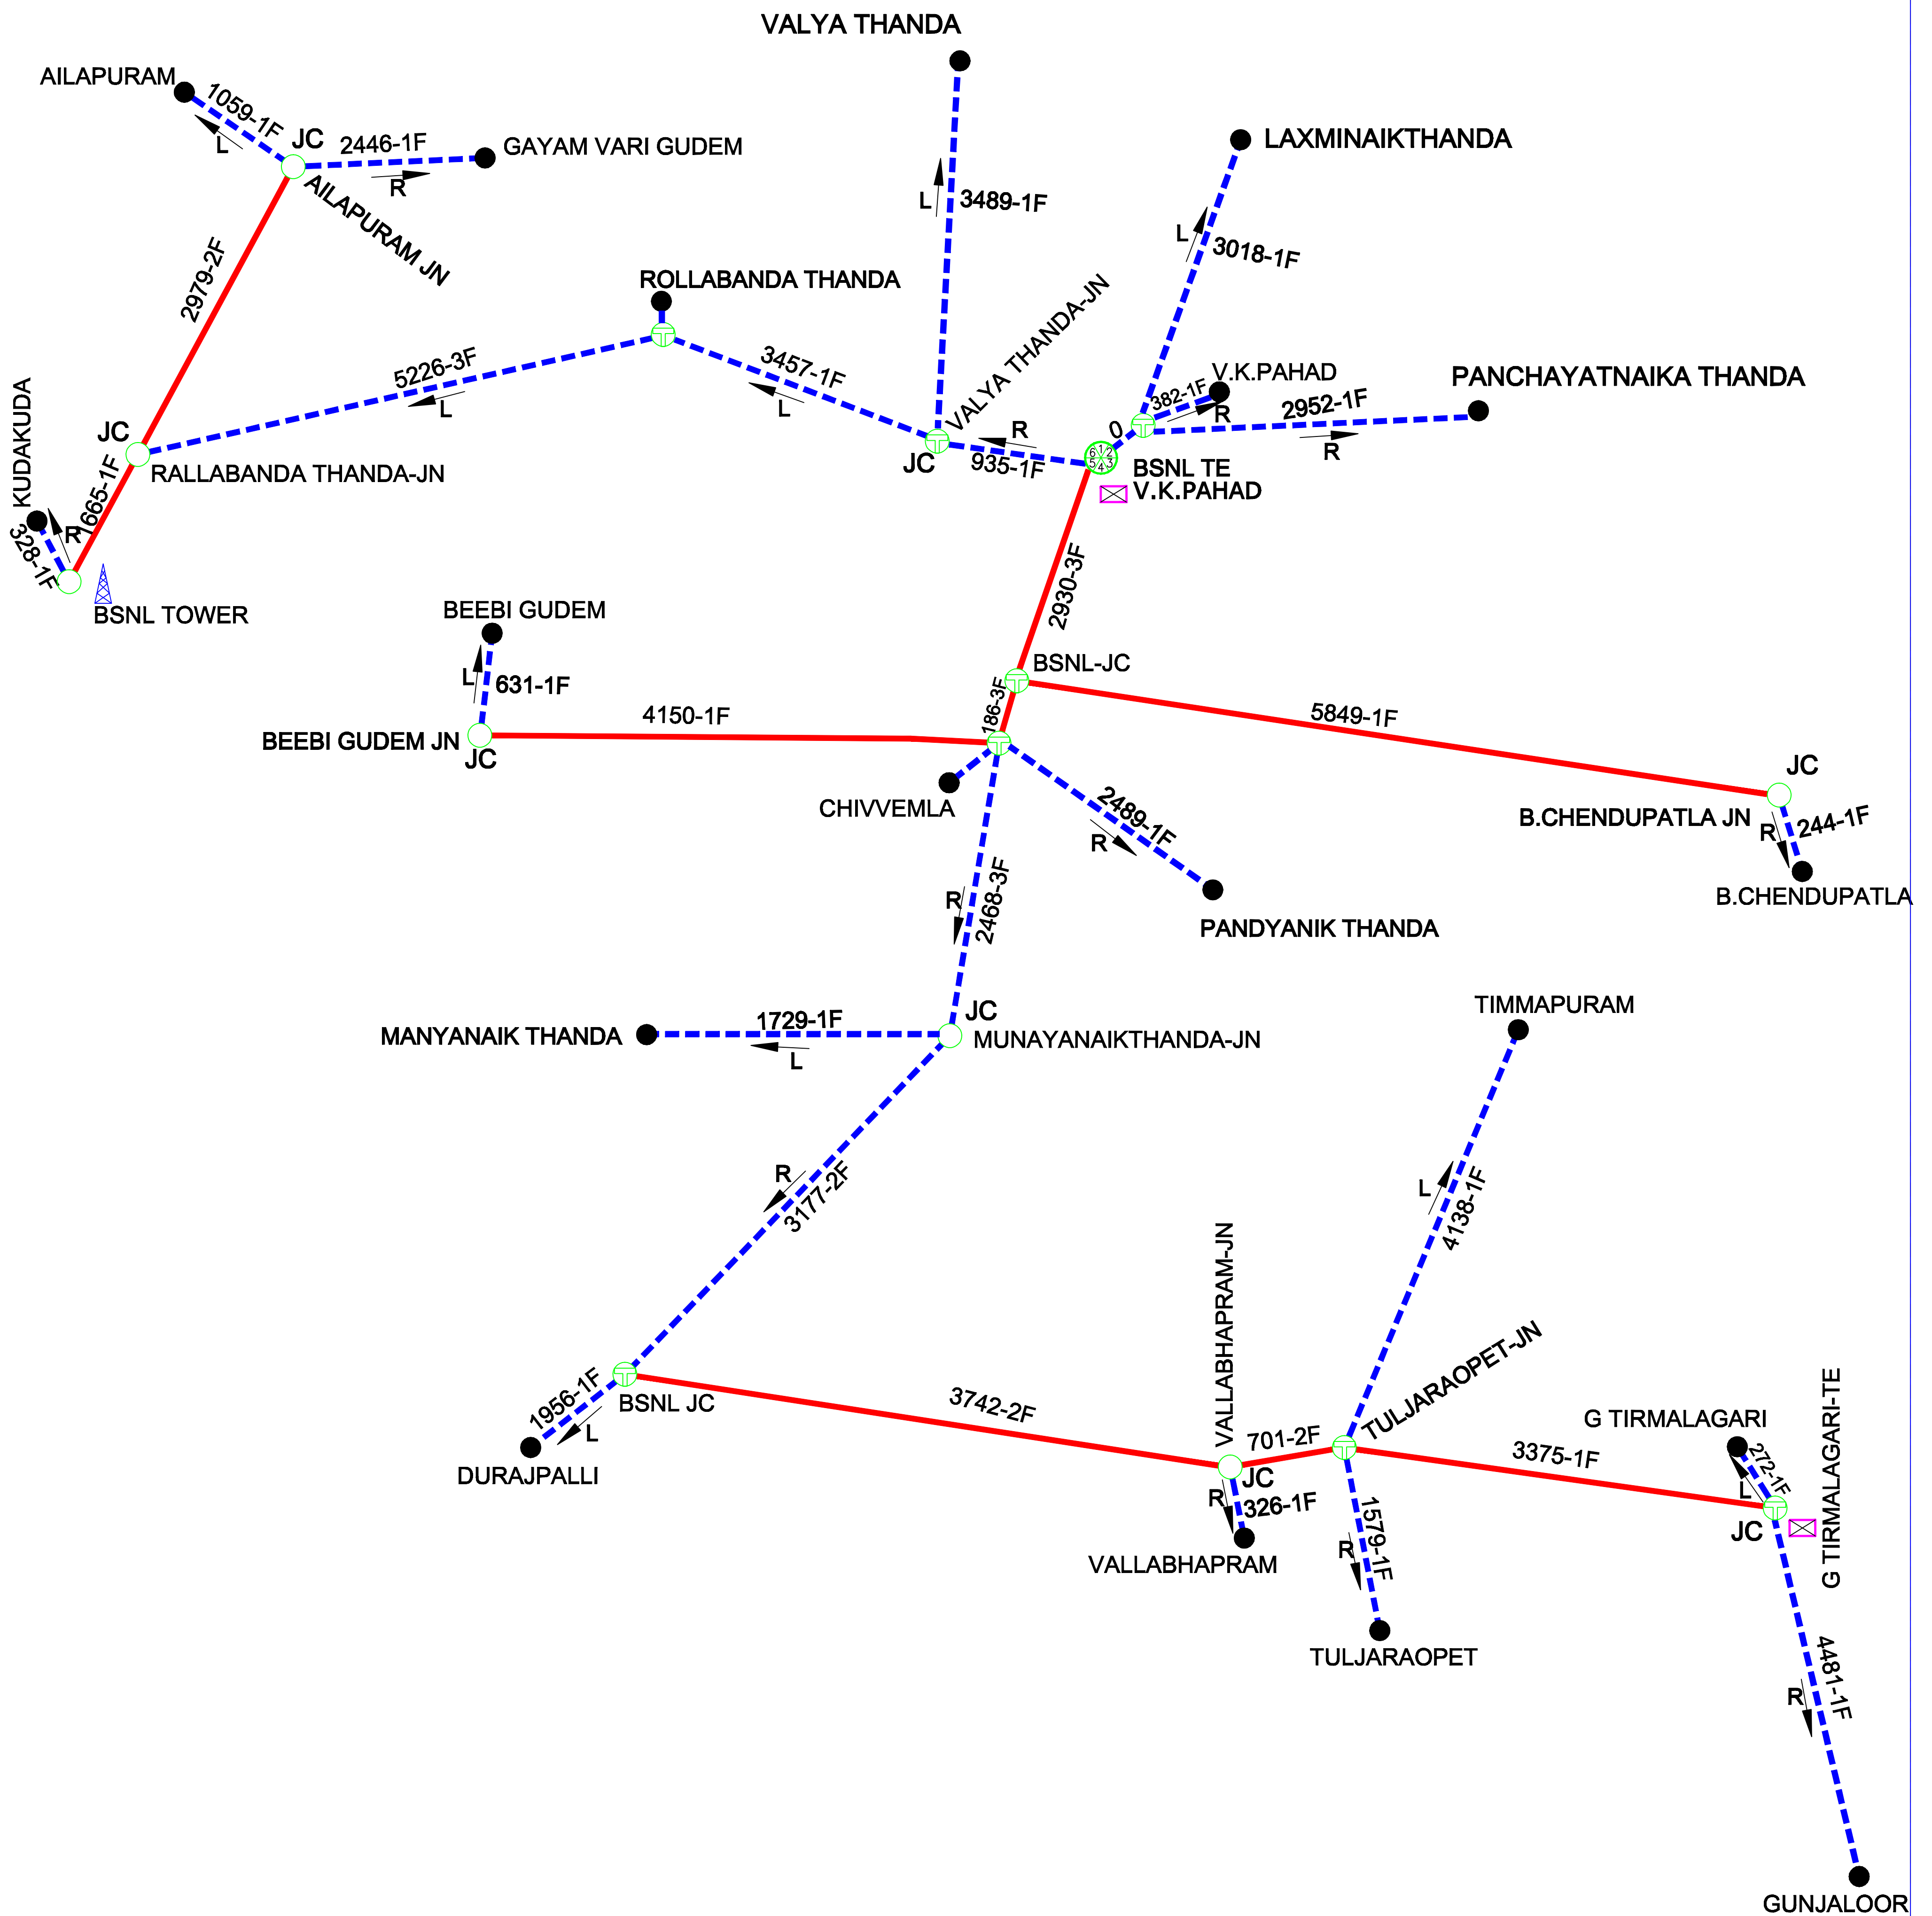 VALYA THANDA
AILAPURAM
1059-1F
L
JC
2446-1F
R
GAYAM VARI GUDEM
AILAPURAM JN
2979-2F
LAXMINAIKTHANDA
L
3489-1F
L
3018-1F
ROLLABANDA THANDA
VALYA THANDA-JN
5226-3F
L
3457-1F
L
V.K.PAHAD
382-1F
R
PANCHAYATNAIKA THANDA
2952-1F
R
0
R
935-1F
JC
1
2
3
4
5
6
BSNL TE
V.K.PAHAD
KUDAKUDA
JC
RALLABANDA THANDA-JN
1665-1F
R
328-1F
BSNL TOWER
2930-3F
BEEBI GUDEM
L
631-1F
BEEBI GUDEM JN
JC
4150-1F
BSNL-JC
186-3F
5849-1F
JC
B.CHENDUPATLA JN
R
244-1F
B.CHENDUPATLA
CHIVVEMLA
2489-1F
R
PANDYANIK THANDA
R
2468-3F
JC
MUNAYANAIKTHANDA-JN
MANYANAIK THANDA
1729-1F
L
TIMMAPURAM
R
3177-2F
L
4138-1F
1956-1F
L
BSNL JC
DURAJPALLI
3742-2F
VALLABHAPRAM-JN
701-2F
JC
R
326-1F
VALLABHAPRAM
TULJARAOPET-JN
1579-1F
R
TULJARAOPET
3375-1F
G TIRMALAGARI
272-1F
L
JC
G TIRMALAGARI-TE
4481-1F
R
GUNJALOOR